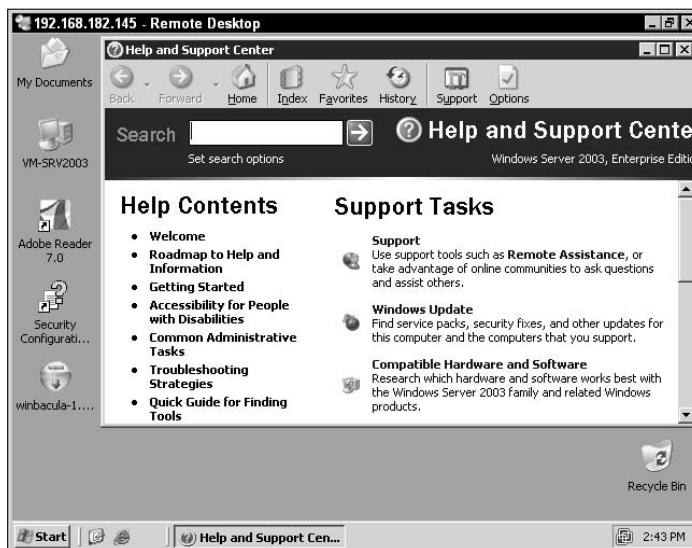 192.168.182.145 - Remote Desktop
My Documents
VM-SRV2003
Adobe Reader
7.0
Security
Configurati...
winbacula-1....
Help and Support Center
Back
Forward
Home
Index
Favorites
History
Support
Options
Search
Set search options
Help and Support Cente
Windows Server 2003, Enterprise Editio
Help Contents
• Welcome
• Roadmap to Help and
Information
• Getting Started
• Accessibility for People
with Disabilities
• Common Administrative
Tasks
• Troubleshooting
Strategies
• Quick Guide for Finding
Tools
Support Tasks
Support
Use support tools such as Remote Assistance, or
take advantage of online communities to ask questions
and assist others.
Windows Update
Find service packs, security fixes, and other updates for
this computer and the computers that you support.
Compatible Hardware and Software
Research which hardware and software works best with
the Windows Server 2003 family and related Windows
products.
Recycle Bin
Start
Help and Support Cen...
2:43 PM